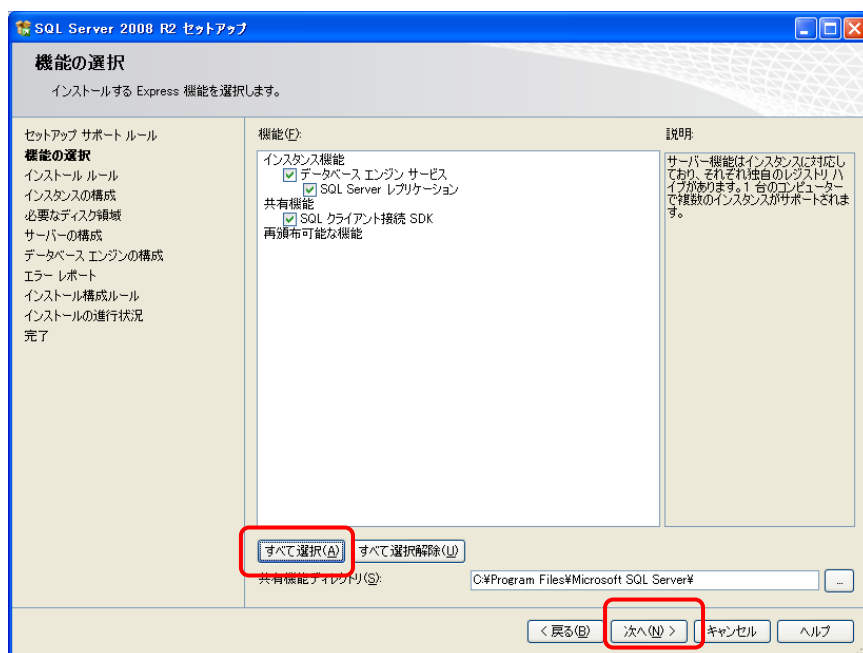 SQL Server 2008 R2 セットアップ
機能の選択
インストールする Express 機能を選択します。
セットアップ サポート ルール
機能の選択
インストール ルール
インスタンスの構成
必要なディスク領域
サーバーの構成
データベース エンジンの構成
エラー レポート
インストール構成ルール
インストールの進行状況
完了
機能(F):
インスタンス機能
データベース エンジン サービス
SQL Server レプリケーション
共有機能
SQL クライアント接続 SDK
再頒布可能な機能
説明:
サーバー機能はインスタンスに対応し
ており、それぞれ独自のレジストリ ハ
イブがあります。1 台のコンピューター
で複数のインスタンスがサポートされま
す。
すべて選択(A)
すべて選択解除(U)
共有機能ディレクトリ(S):
C:¥Program Files¥Microsoft SQL Server¥
...
< 戻る(B)
次へ(N) >
キャンセル
ヘルプ